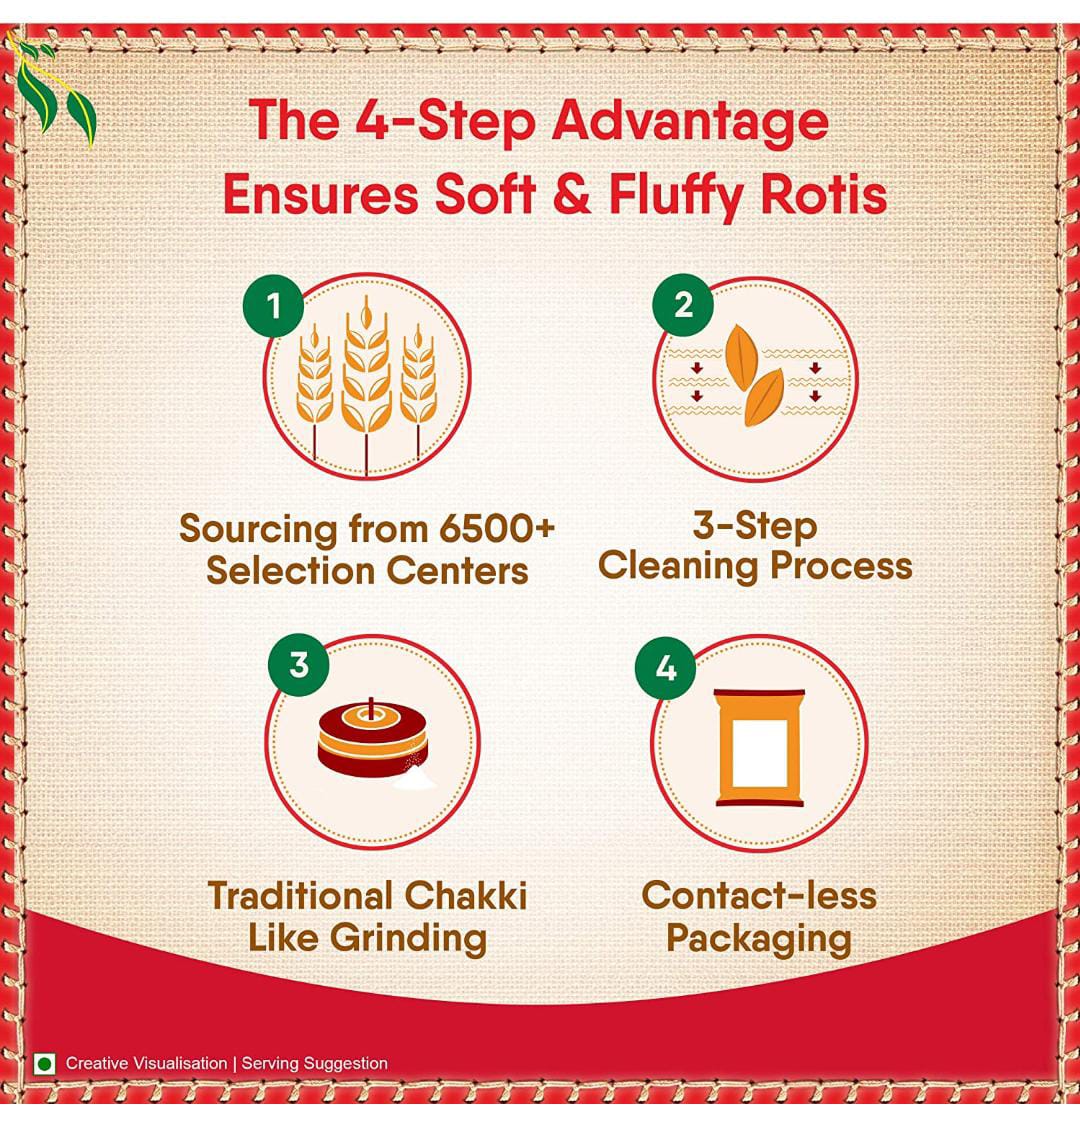 The 4-Step Advantage
Ensures Soft & Fluffy Rotis
1
Sourcing from 6500+
Selection Centers
2
3-Step
Cleaning Process
3
Traditional Chakki
Like Grinding
4
Contact-less
Packaging
Creative Visualisation | Serving Suggestion